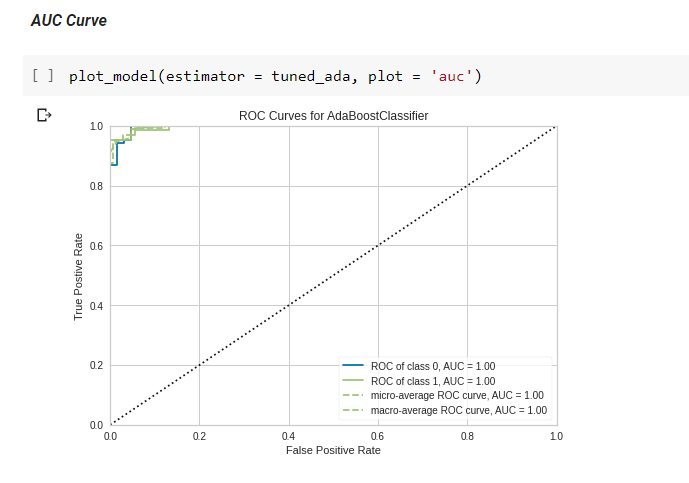 AUC Curve
[ ] plot_model(estimator = tuned_ada, plot = 'auc')
ROC Curves for AdaBoostClassifier
1.0
0.8
0.6
0.4
0.2
0.0
True Postive Rate
0.0 0.2 0.4 0.6 0.8 1.0
False Positive Rate
ROC of class 0, AUC = 1.00
ROC of class 1, AUC = 1.00
micro-average ROC curve, AUC = 1.00
macro-average ROC curve, AUC = 1.00